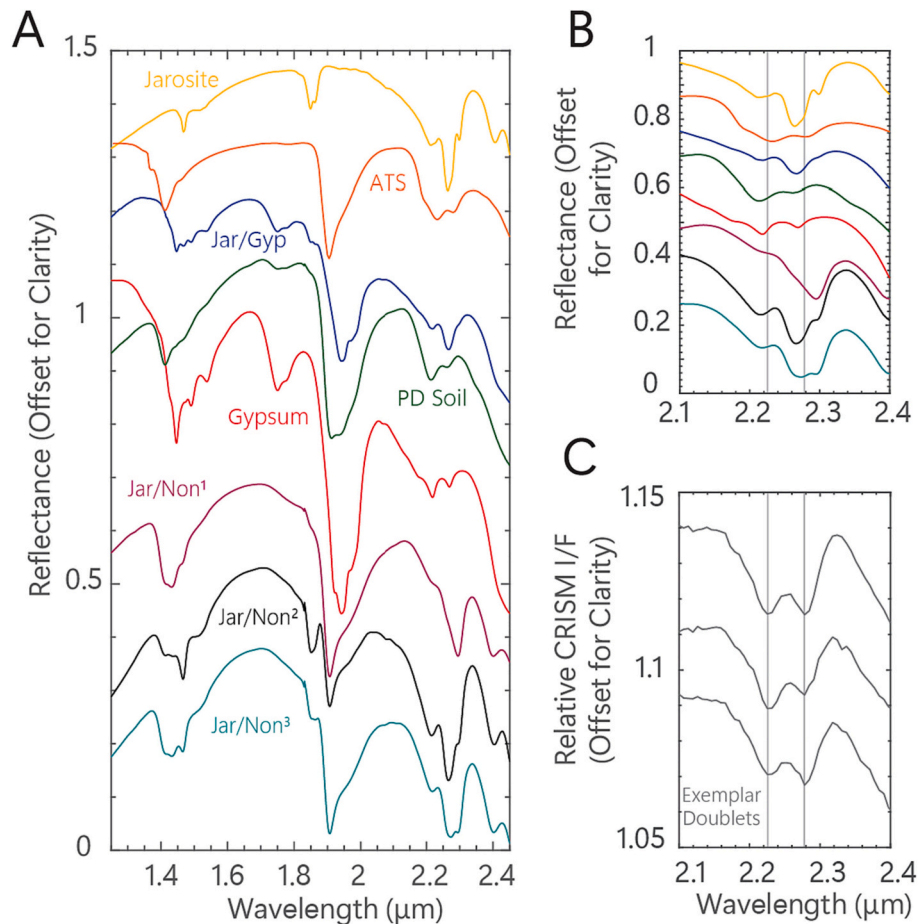 A
1.5
1
0.5
0
Reflectance (Offset for Clarity)
Jarosite
ATS
Jar/Gyp
PD Soil
Gypsum
Jar/Non¹
Jar/Non²
Jar/Non³
1.4 1.6 1.8 2 2.2 2.4
Wavelength (μm)
B
1
0.8
0.6
0.4
0.2
0
Reflectance (Offset
for Clarity)
2.1 2.2 2.3 2.4
C
1.15
1.1
1.05
Relative CRISM I/F
(Offset for Clarity)
Exemplar
Doublets
2.1 2.2 2.3 2.4
Wavelength (μm)